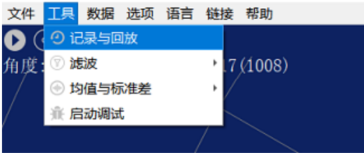 文件 工具 数据 选项 语言 链接 帮助
记录与回放
角度: 17(1008)
滤波
均值与标准差
启动调试